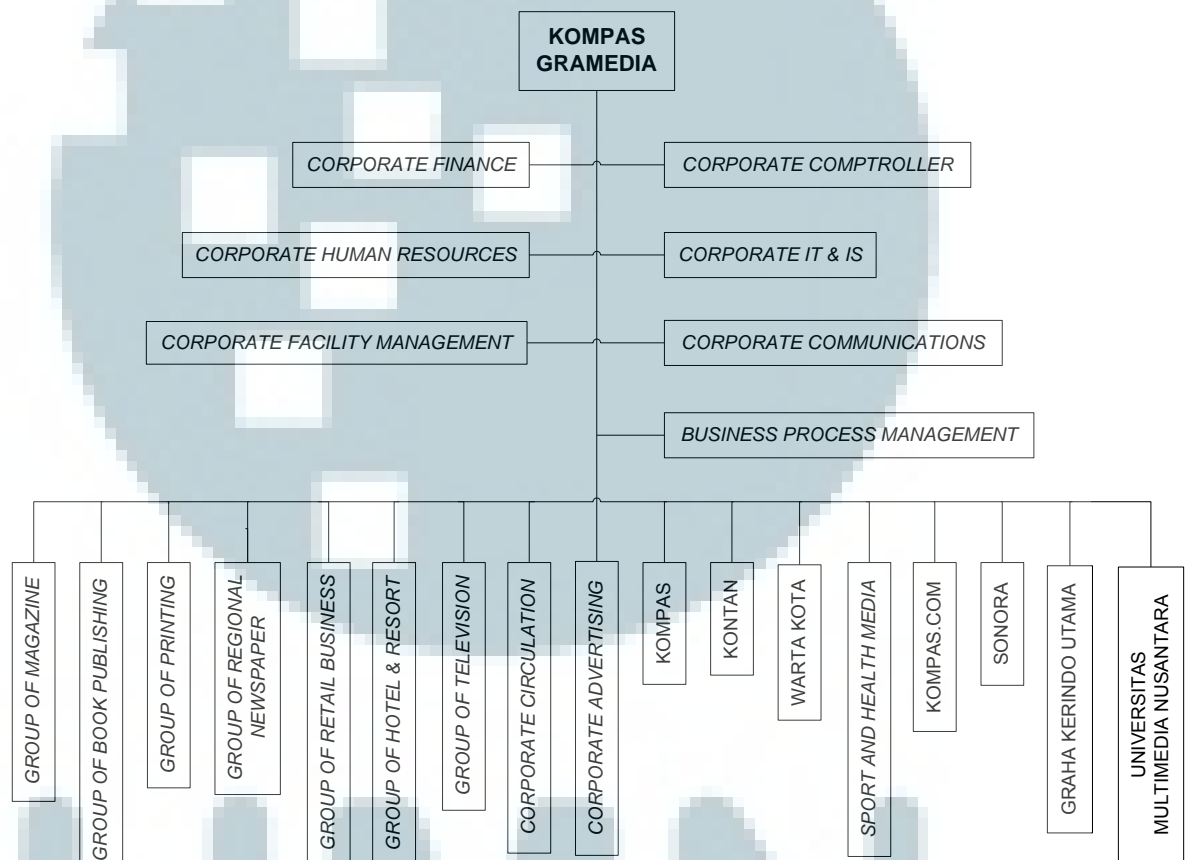 KOMPAS
GRAMEDIA
CORPORATE FINANCE
CORPORATE COMPTROLLER
CORPORATE HUMAN RESOURCES
CORPORATE IT & IS
CORPORATE FACILITY MANAGEMENT
CORPORATE COMMUNICATIONS
BUSINESS PROCESS MANAGEMENT
GROUP OF MAGAZINE
GROUP OF BOOK PUBLISHING
GROUP OF PRINTING
GROUP OF REGIONAL
NEWSPAPER
GROUP OF RETAIL BUSINESS
GROUP OF HOTEL & RESORT
GROUP OF TELEVISION
CORPORATE CIRCULATION
CORPORATE ADVERTISING
KOMPAS
KONTAN
WARTA KOTA
SPORT AND HEALTH MEDIA
KOMPAS.COM
SONORA
GRAHA KERINDO UTAMA
UNIVERSITAS
MULTIMEDIA NUSANTARA